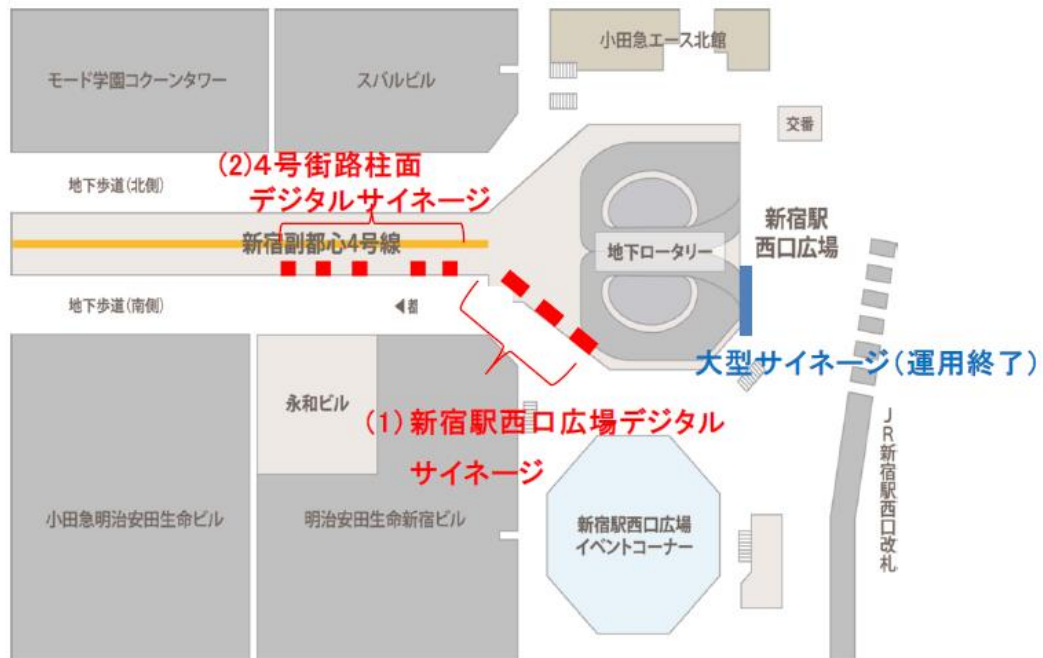 小田急エース北館
モード学園コクーンタワー
スバルビル
交番
(2)4号街路柱面
デジタルサイネージ
地下歩道(北側)
新宿駅
西口広場
新宿副都心4号線
地下ロータリー
地下歩道(南側)
◀都
大型サイネージ(運用終了)
永和ビル
(1)新宿駅西口広場デジタル
サイネージ
JR新宿駅西口改札
小田急明治安田生命ビル
明治安田生命新宿ビル
新宿駅西口広場
イベントコーナー